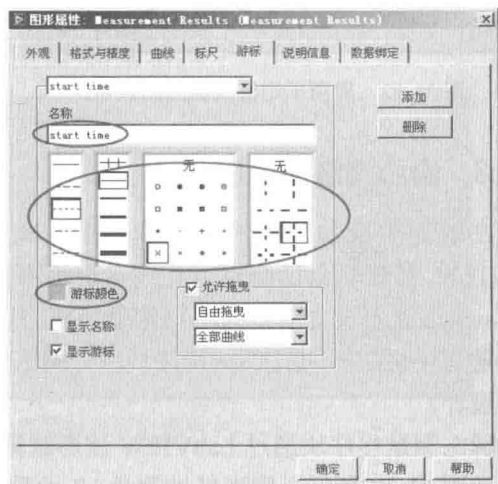 图形属性: Measurement Results (Measurement Results)
外观 格式与精度 曲线 标尺 游标 说明信息 数据绑定
start time
添加
名称
删除
start time
无 无
游标颜色
允许拖曳
自由拖曳
显示名称
全部曲线
显示游标
确定 取消 帮助